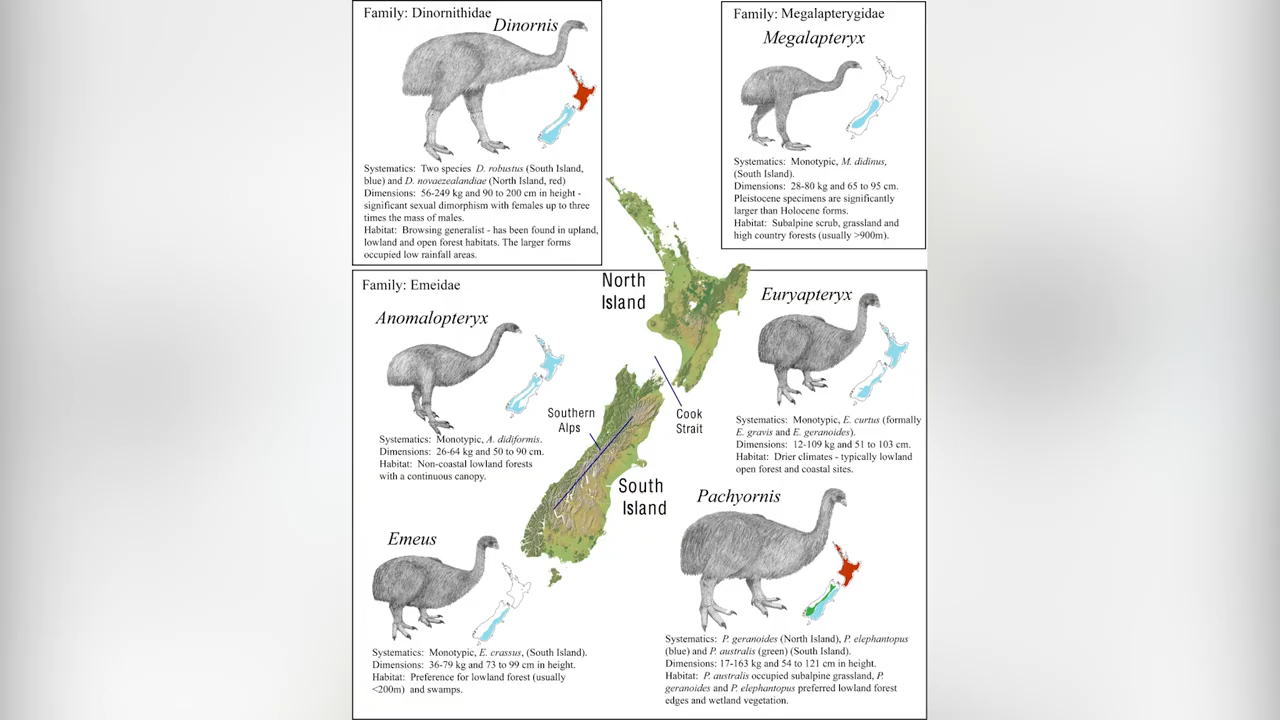 Family: Dinornithidae
Dinornis
Systematics: Two species D. robustus (South Island,
blue) and D. novaezealandiae (North Island, red)
Dimensions: 56-249 kg and 90 to 200 cm in height -
significant sexual dimorphism with females up to three
times the mass of males.
Habitat: Browsing generalist - has been found in upland,
lowland and open forest habitats. The larger forms
occupied low rainfall areas.
Family: Megalapterygidae
Megalapteryx
Systematics: Monotypic, M. didinus,
(South Island).
Dimensions: 28-80 kg and 65 to 95 cm.
Pleistocene specimens are significantly
larger than Holocene forms.
Habitat: Subalpine scrub, grassland and
high country forests (usually >900m).
Family: Emeidae
North
Island
Anomalopteryx
Systematics: Monotypic, A. didiformis.
Dimensions: 26-64 kg and 50 to 90 cm.
Habitat: Non-coastal lowland forests
with a continuous canopy.
Southern
Alps
Cook
Strait
South
Island
Euryapteryx
Systematics: Monotypic, E. curtus (formally
E. gravis and E. geranoides).
Dimensions: 12-109 kg and 51 to 103 cm.
Habitat: Drier climates - typically lowland
open forest and coastal sites.
Emeus
Systematics: Monotypic, E. crassus, (South Island).
Dimensions: 36-79 kg and 73 to 99 cm in height.
Habitat: Preference for lowland forest (usually
<200m) and swamps.
Pachyornis
Systematics: P. geranoides (North Island), P. elephantopus
(blue) and P. australis (green) (South Island).
Dimensions: 17-163 kg and 54 to 121 cm in height.
Habitat: P. australis occupied subalpine grassland, P.
geranoides and P. elephantopus preferred lowland forest
edges and wetland vegetation.